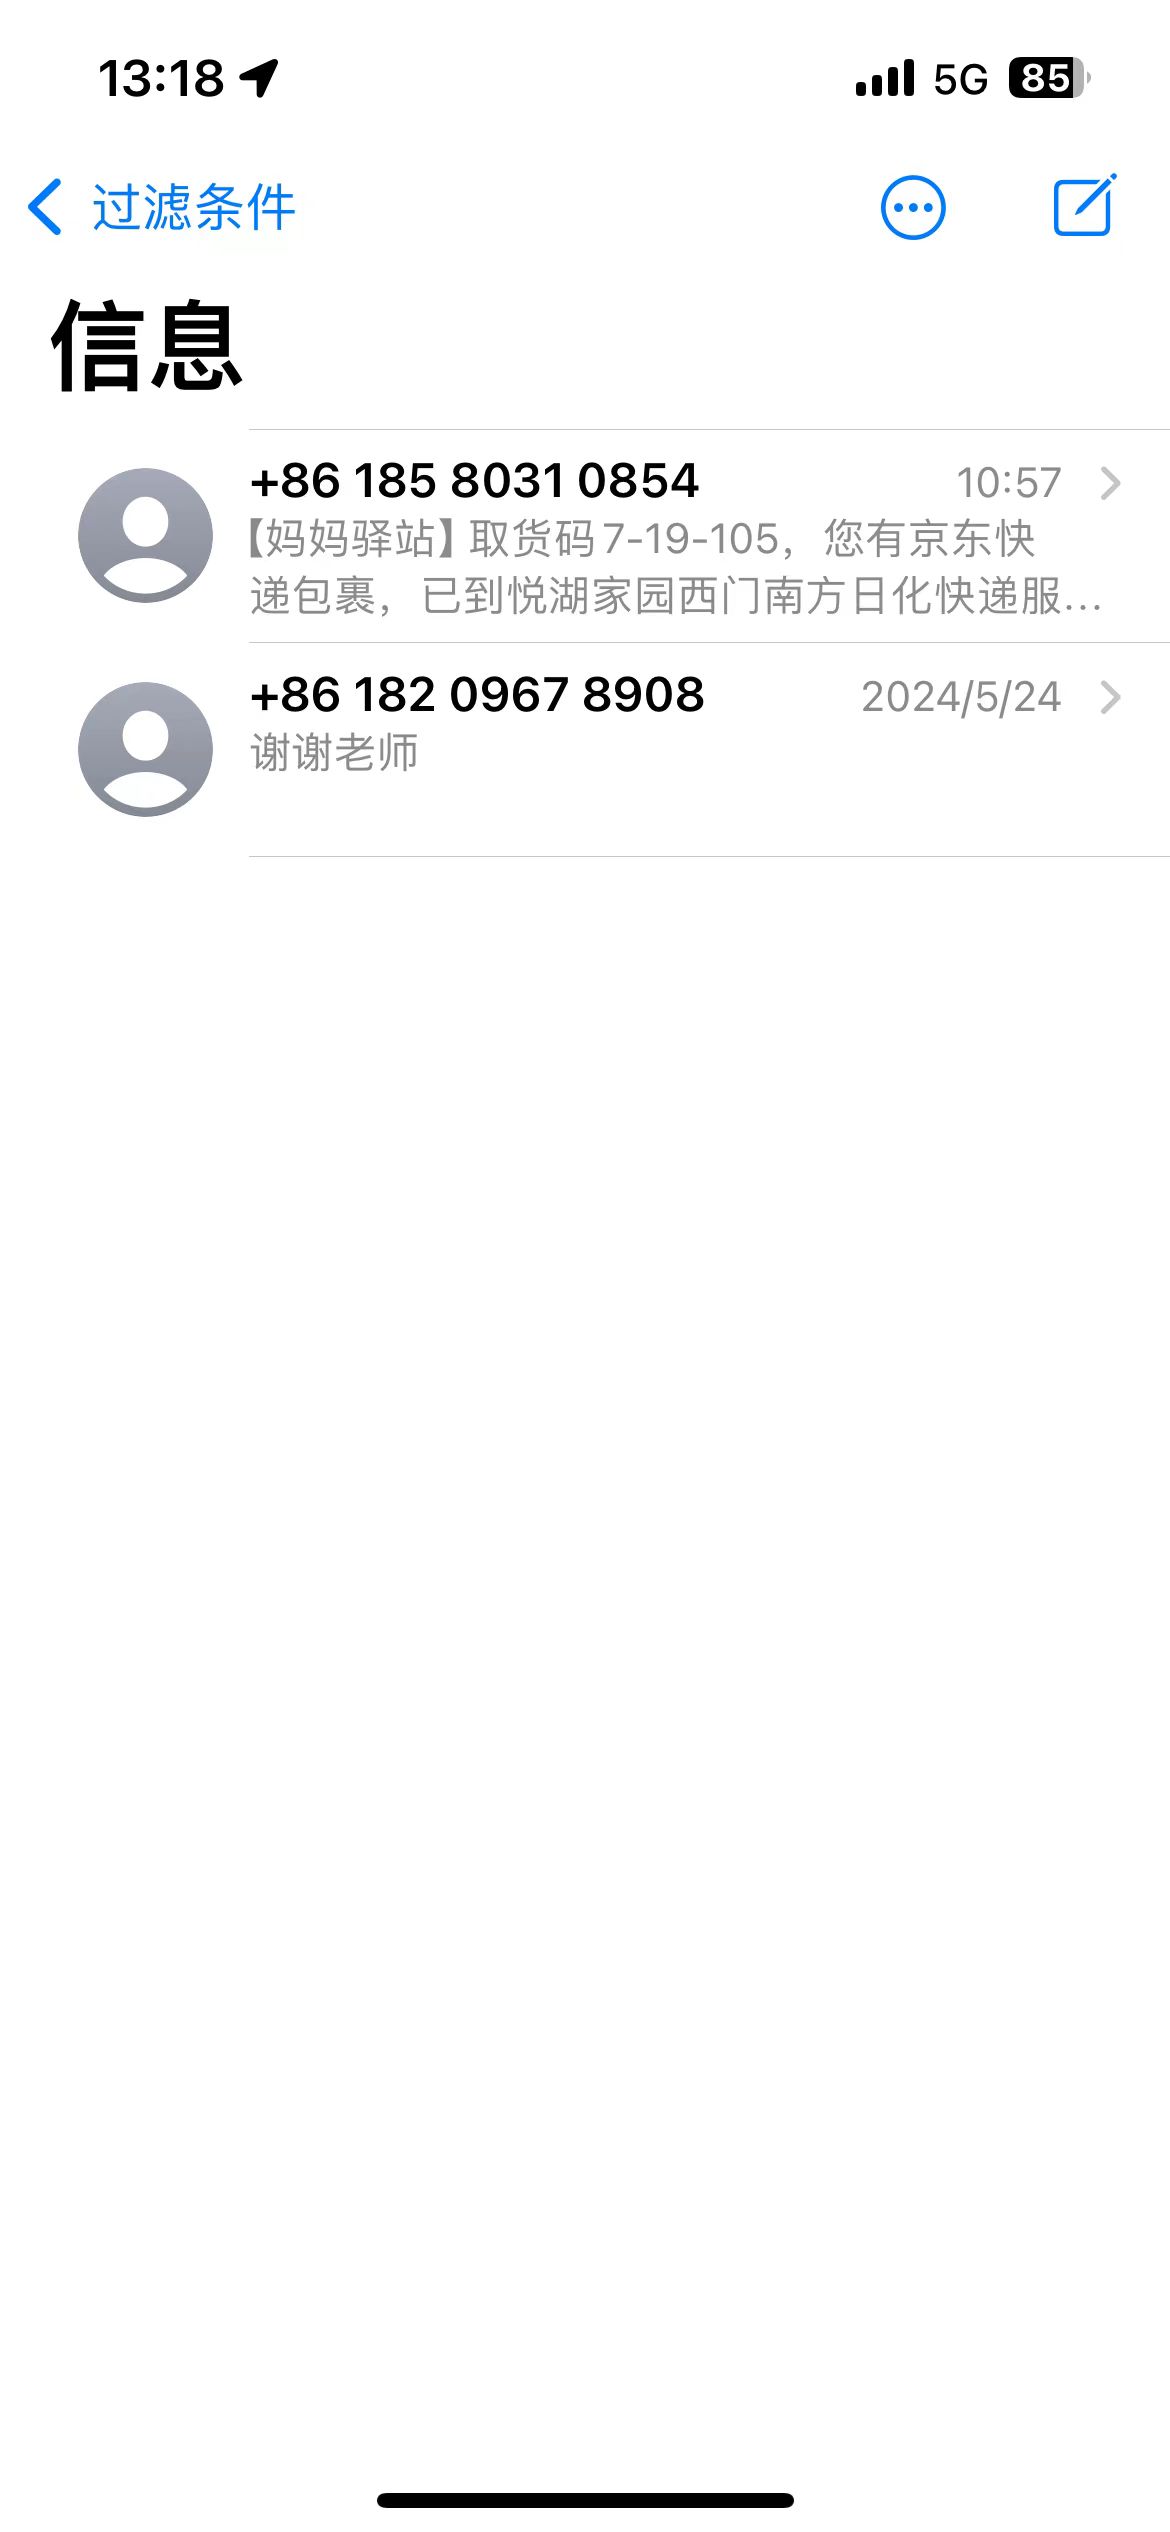 13:18 5G 85
过滤条件
信息
+86 185 8031 0854 10:57
【妈妈驿站】取货码7-19-105，您有京东快
递包裹，已到悦湖家园西门南方日化快递服...
+86 182 0967 8908 2024/5/24
谢谢老师